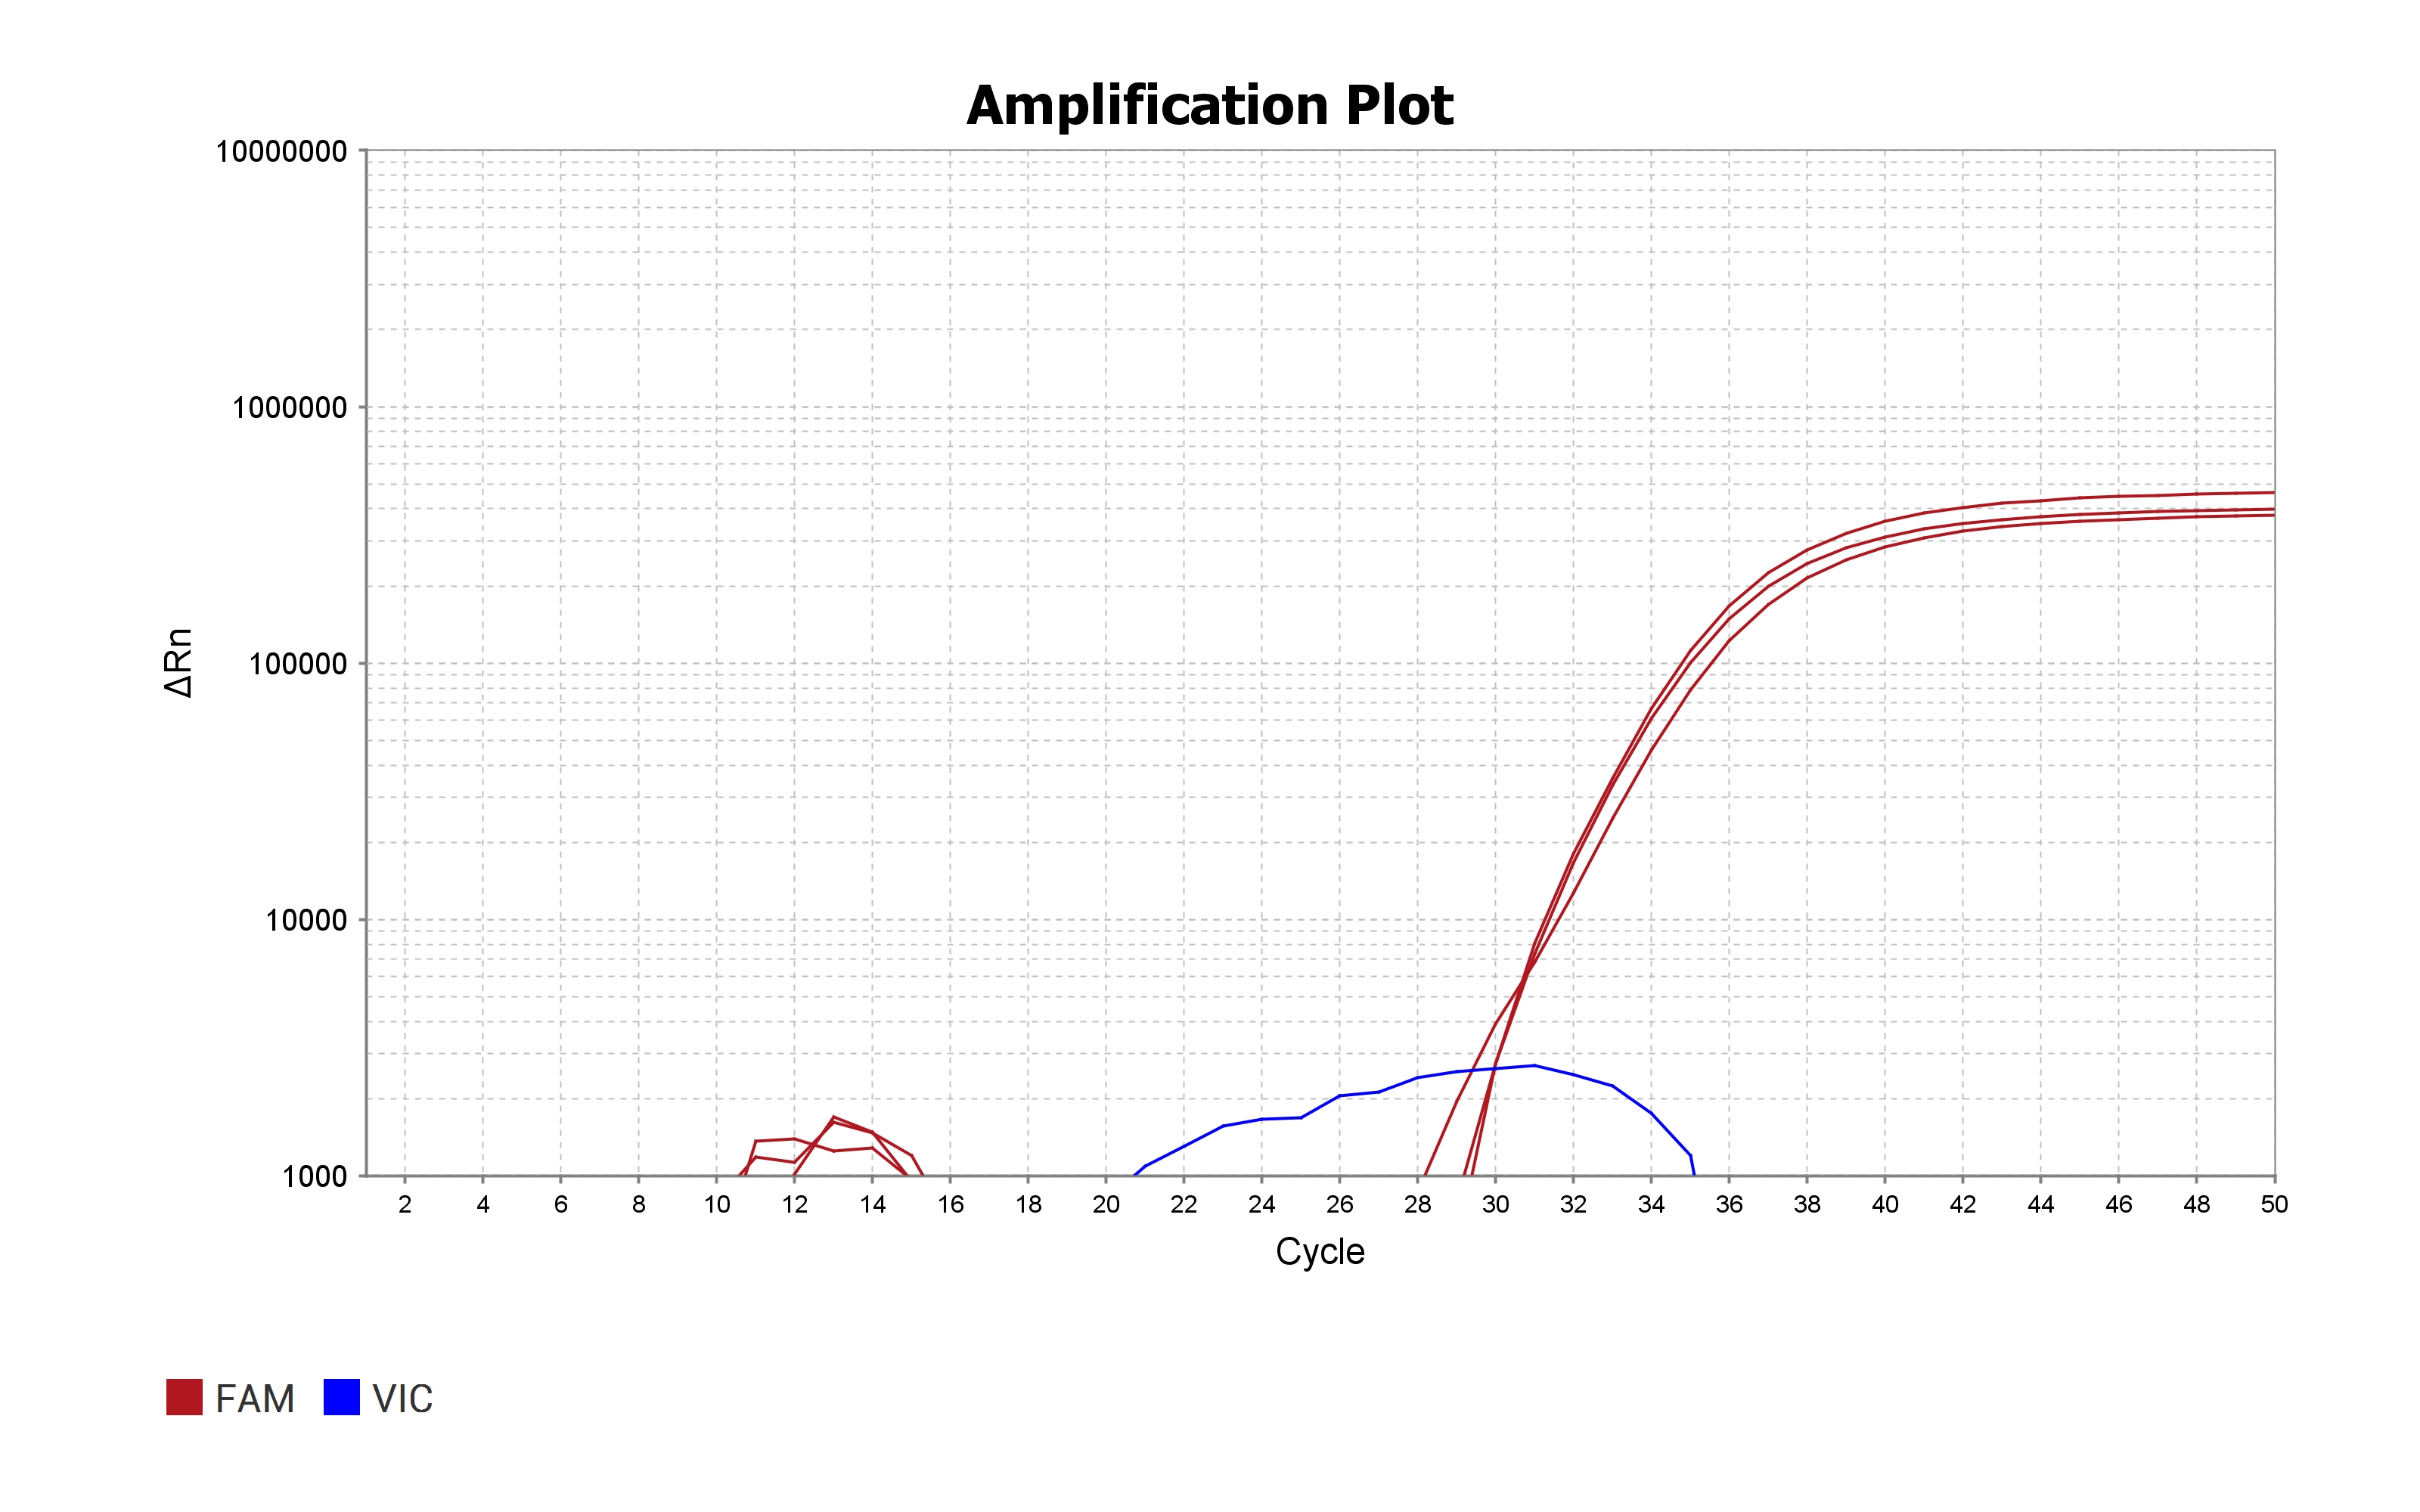 Amplification Plot
10000000
1000000
100000
10000
1000
ΔRn
2 4 6 8 10 12 14 16 18 20 22 24 26 28 30 32 34 36 38 40 42 44 46 48 50
Cycle
FAM VIC